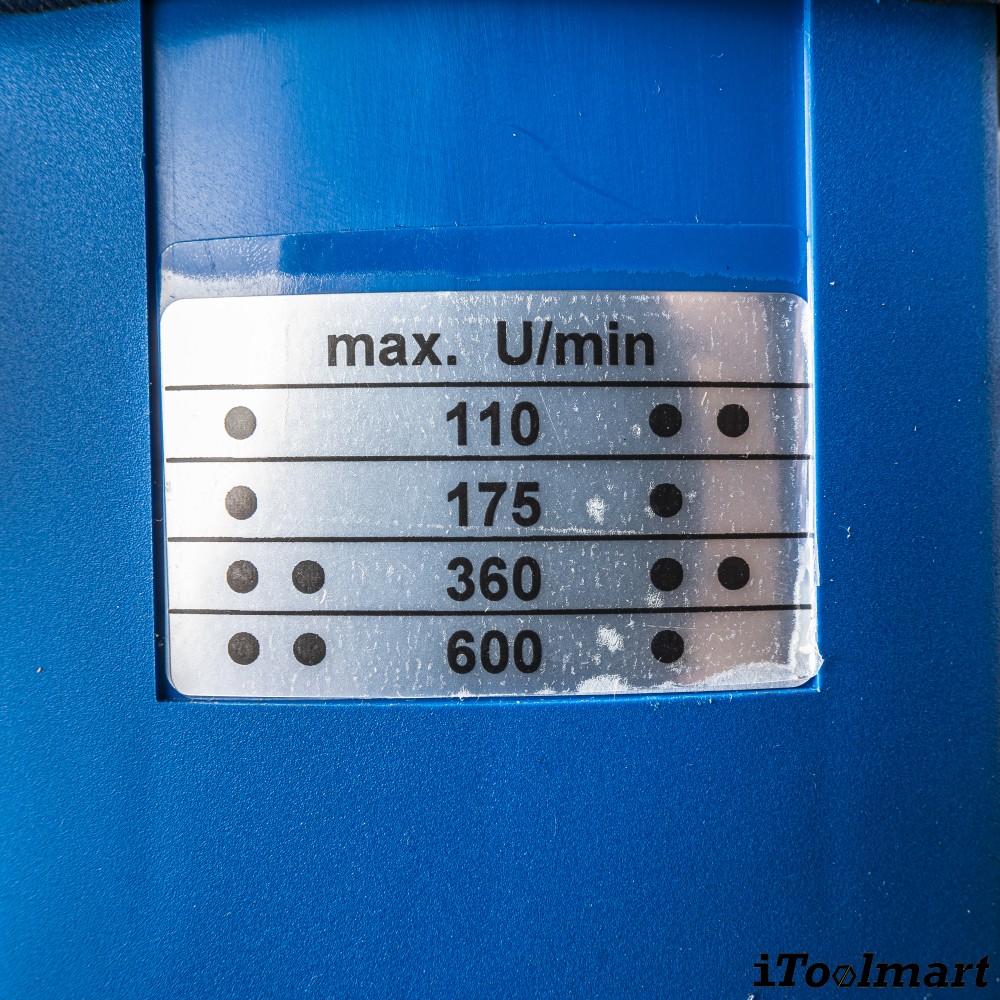 max. U/min
● 110 ● ●
● 175 ●
● ● 360 ● ●
● ● 600 ●
iToolmart